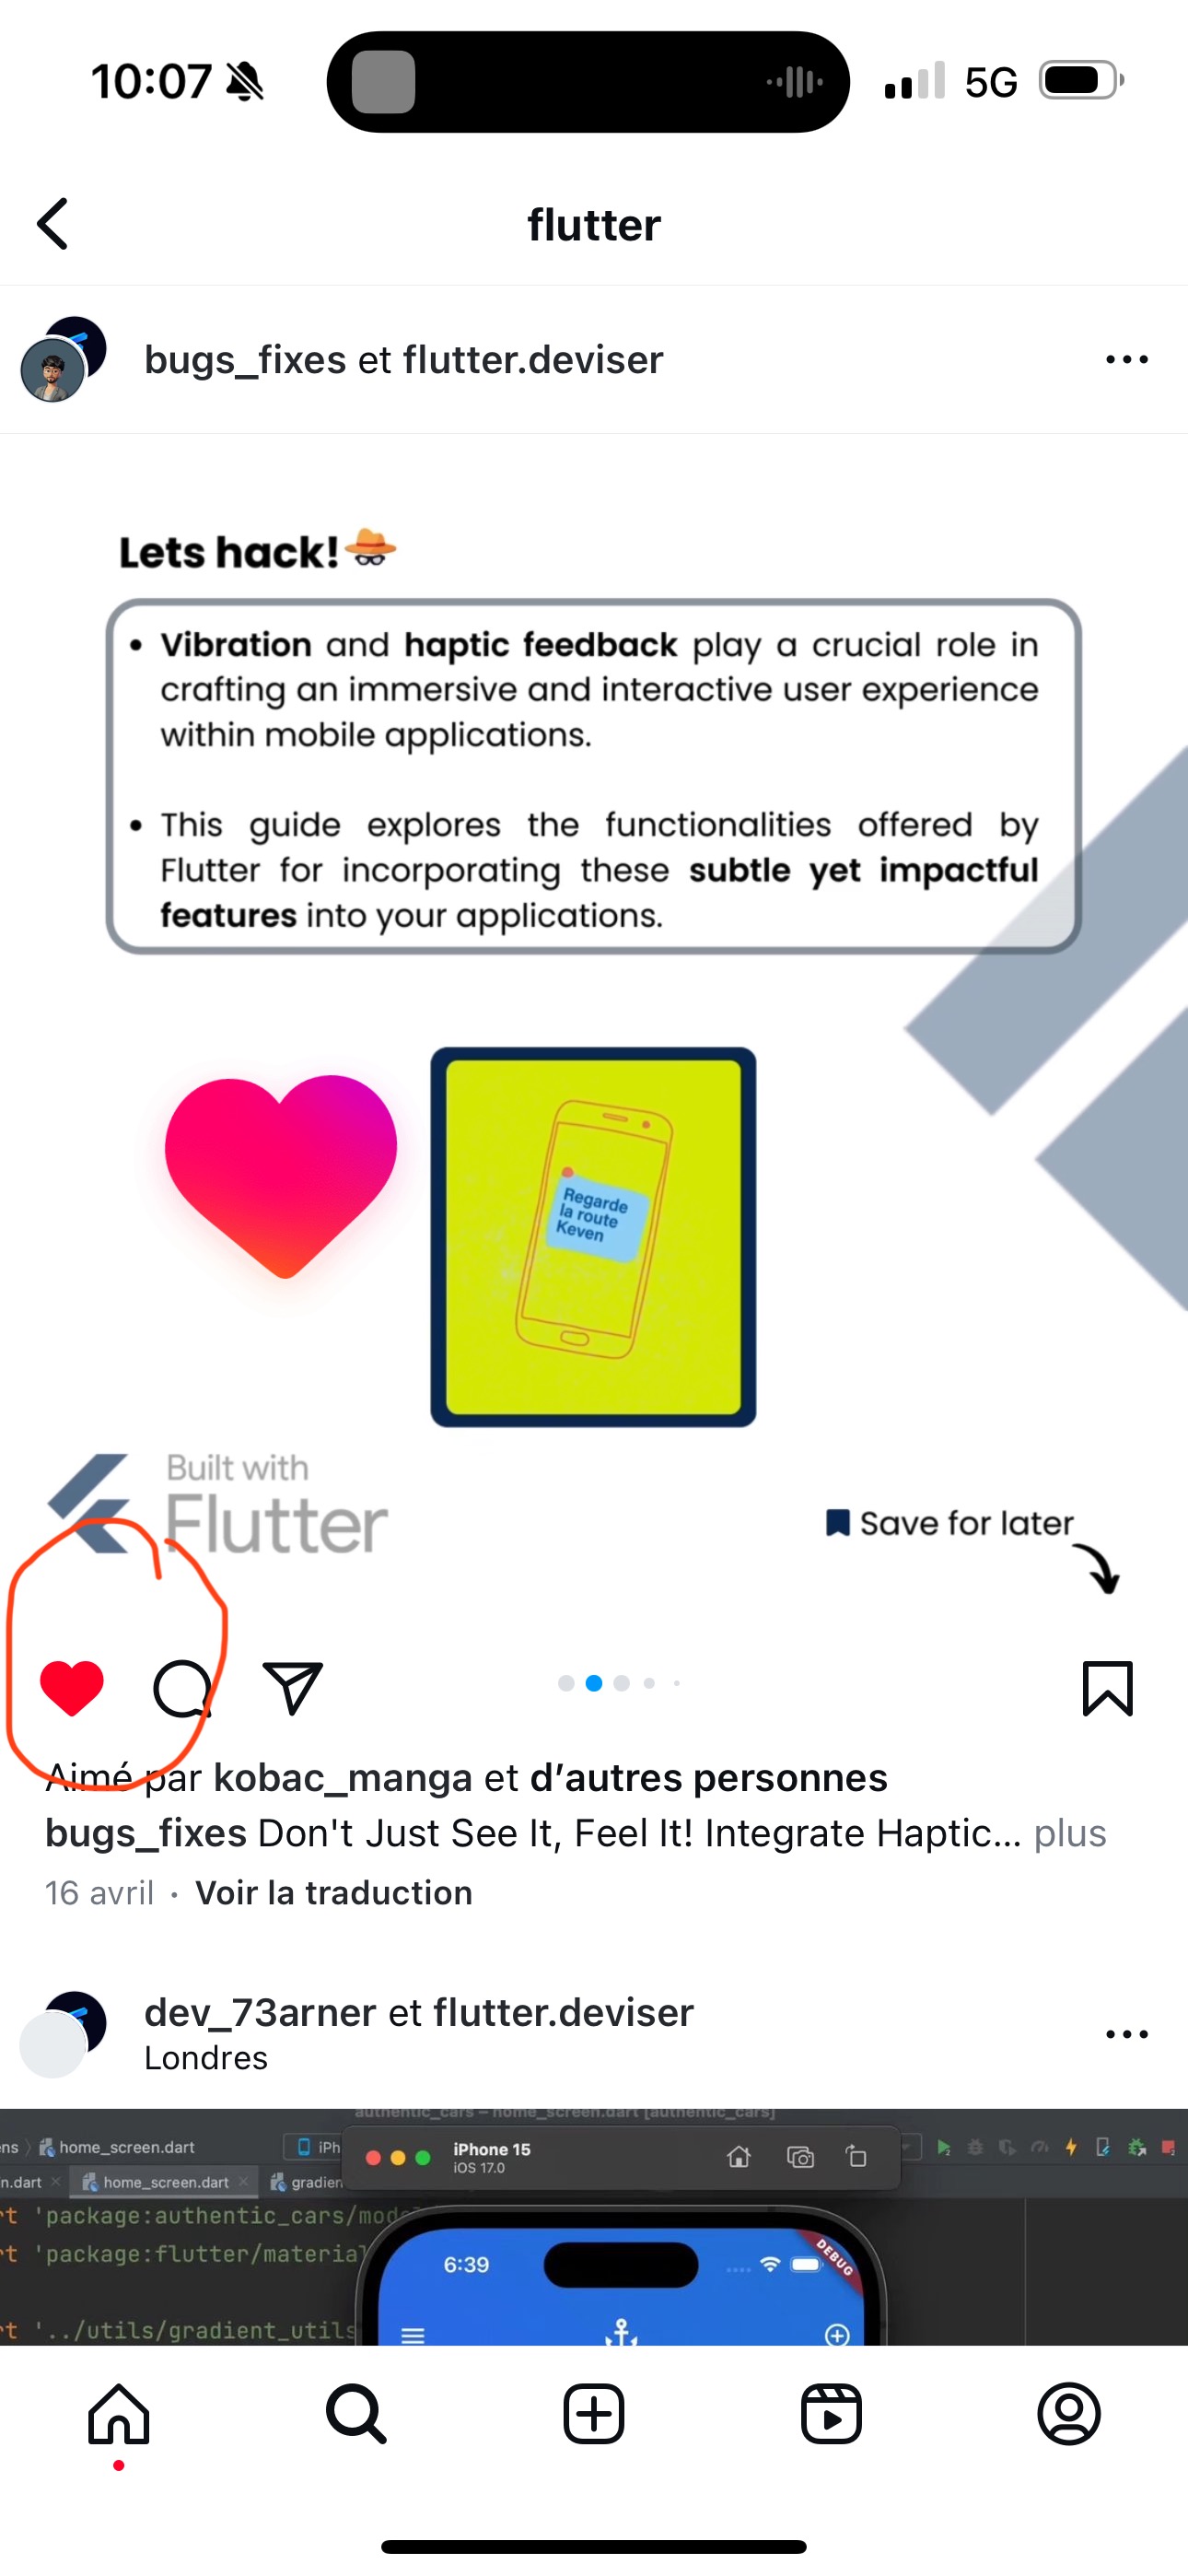 10:07
5G
flutter
bugs_fixes et flutter.deviser
Lets hack!
• Vibration and haptic feedback play a crucial role in
crafting an immersive and interactive user experience
within mobile applications.
• This guide explores the functionalities offered by
Flutter for incorporating these subtle yet impactful
features into your applications.
Regarde
la route
Keven
Built with
Flutter
Save for later
Aimé par kobac_manga et d’autres personnes
bugs_fixes Don't Just See It, Feel It! Integrate Haptic... plus
16 avril • Voir la traduction
dev_73arner et flutter.deviser
Londres
authentic_cars – home_screen.dart [authentic_cars]
ens home_screen.dart
iPh
iPhone 15
iOS 17.0
n.dart
home_screen.dart
gradien
rt 'package:authentic_cars/mod
rt 'package:flutter/material
rt '../utils/gradient_utils
6:39
DEBUG